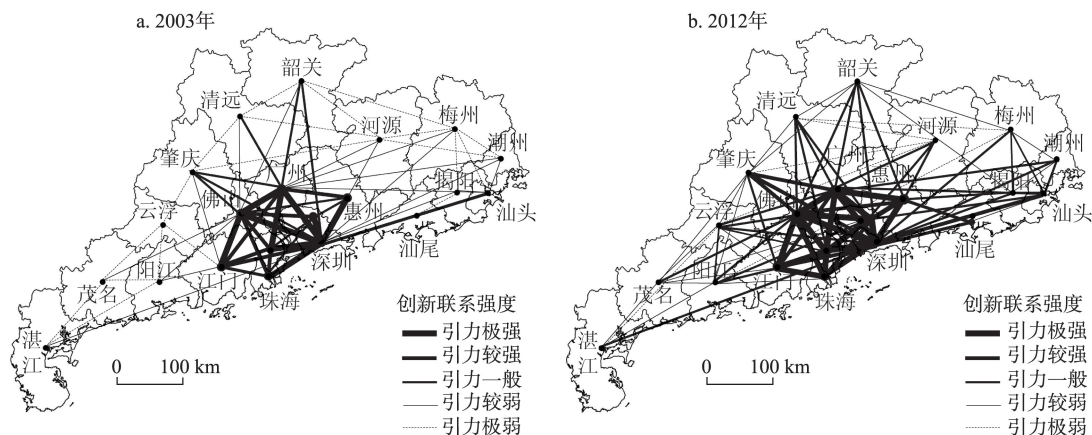 a. 2003年
韶关
清远
河源
梅州
潮州
肇庆
揭阳
惠州
汕头
云浮
汕尾
深圳
阳江
江门
茂名
珠海
湛江
0 100 km
创新联系强度
引力极强
引力较强
引力一般
引力较弱
引力极弱
b. 2012年
韶关
清远
河源
梅州
潮州
肇庆
惠州
汕头
云浮
汕尾
深圳
江门
茂名
珠海
湛江
0 100 km
创新联系强度
引力极强
引力较强
引力一般
引力较弱
引力极弱